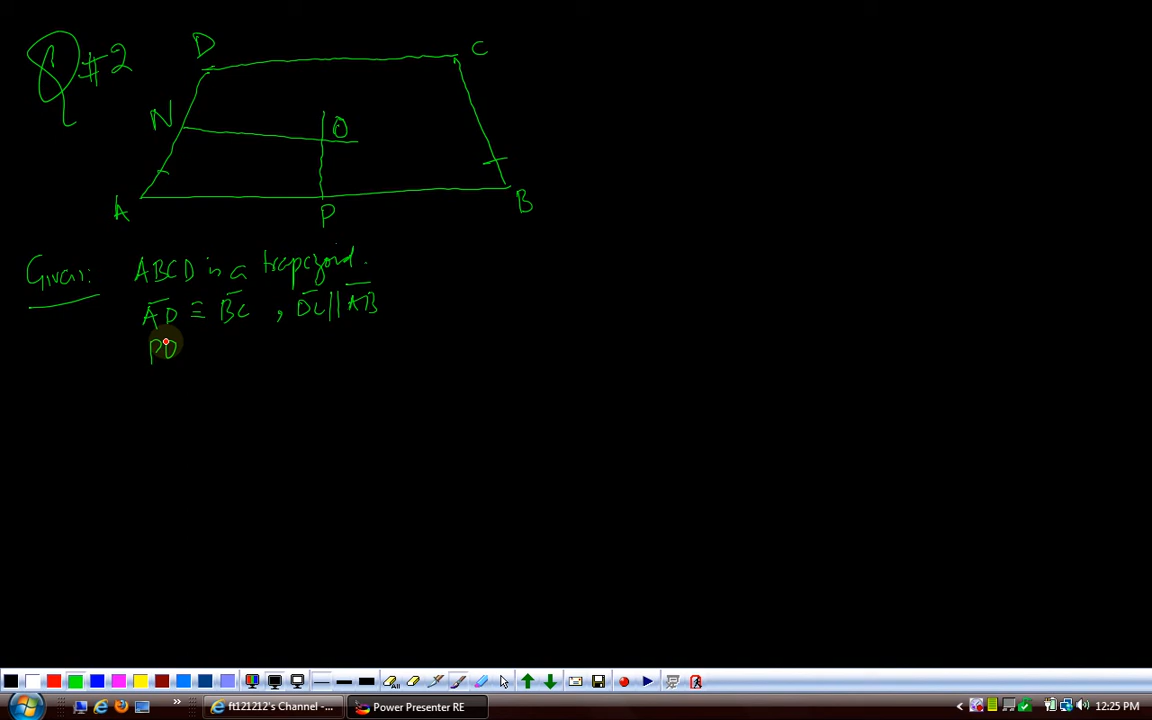 Q#2
D
C
N
O
A
P
B
Given: ABCD is a trapezoid.
AD ≅ BC , DC || AB
PO
ft121212's Channel -...
Power Presenter RE
12:25 PM